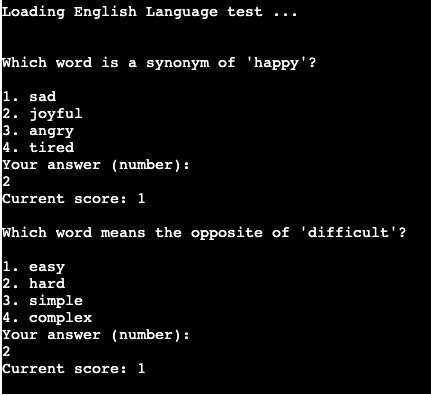 Loading English Language test ...
Which word is a synonym of 'happy'?
1. sad
2. joyful
3. angry
4. tired
Your answer (number):
2
Current score: 1
Which word means the opposite of 'difficult'?
1. easy
2. hard
3. simple
4. complex
Your answer (number):
2
Current score: 1